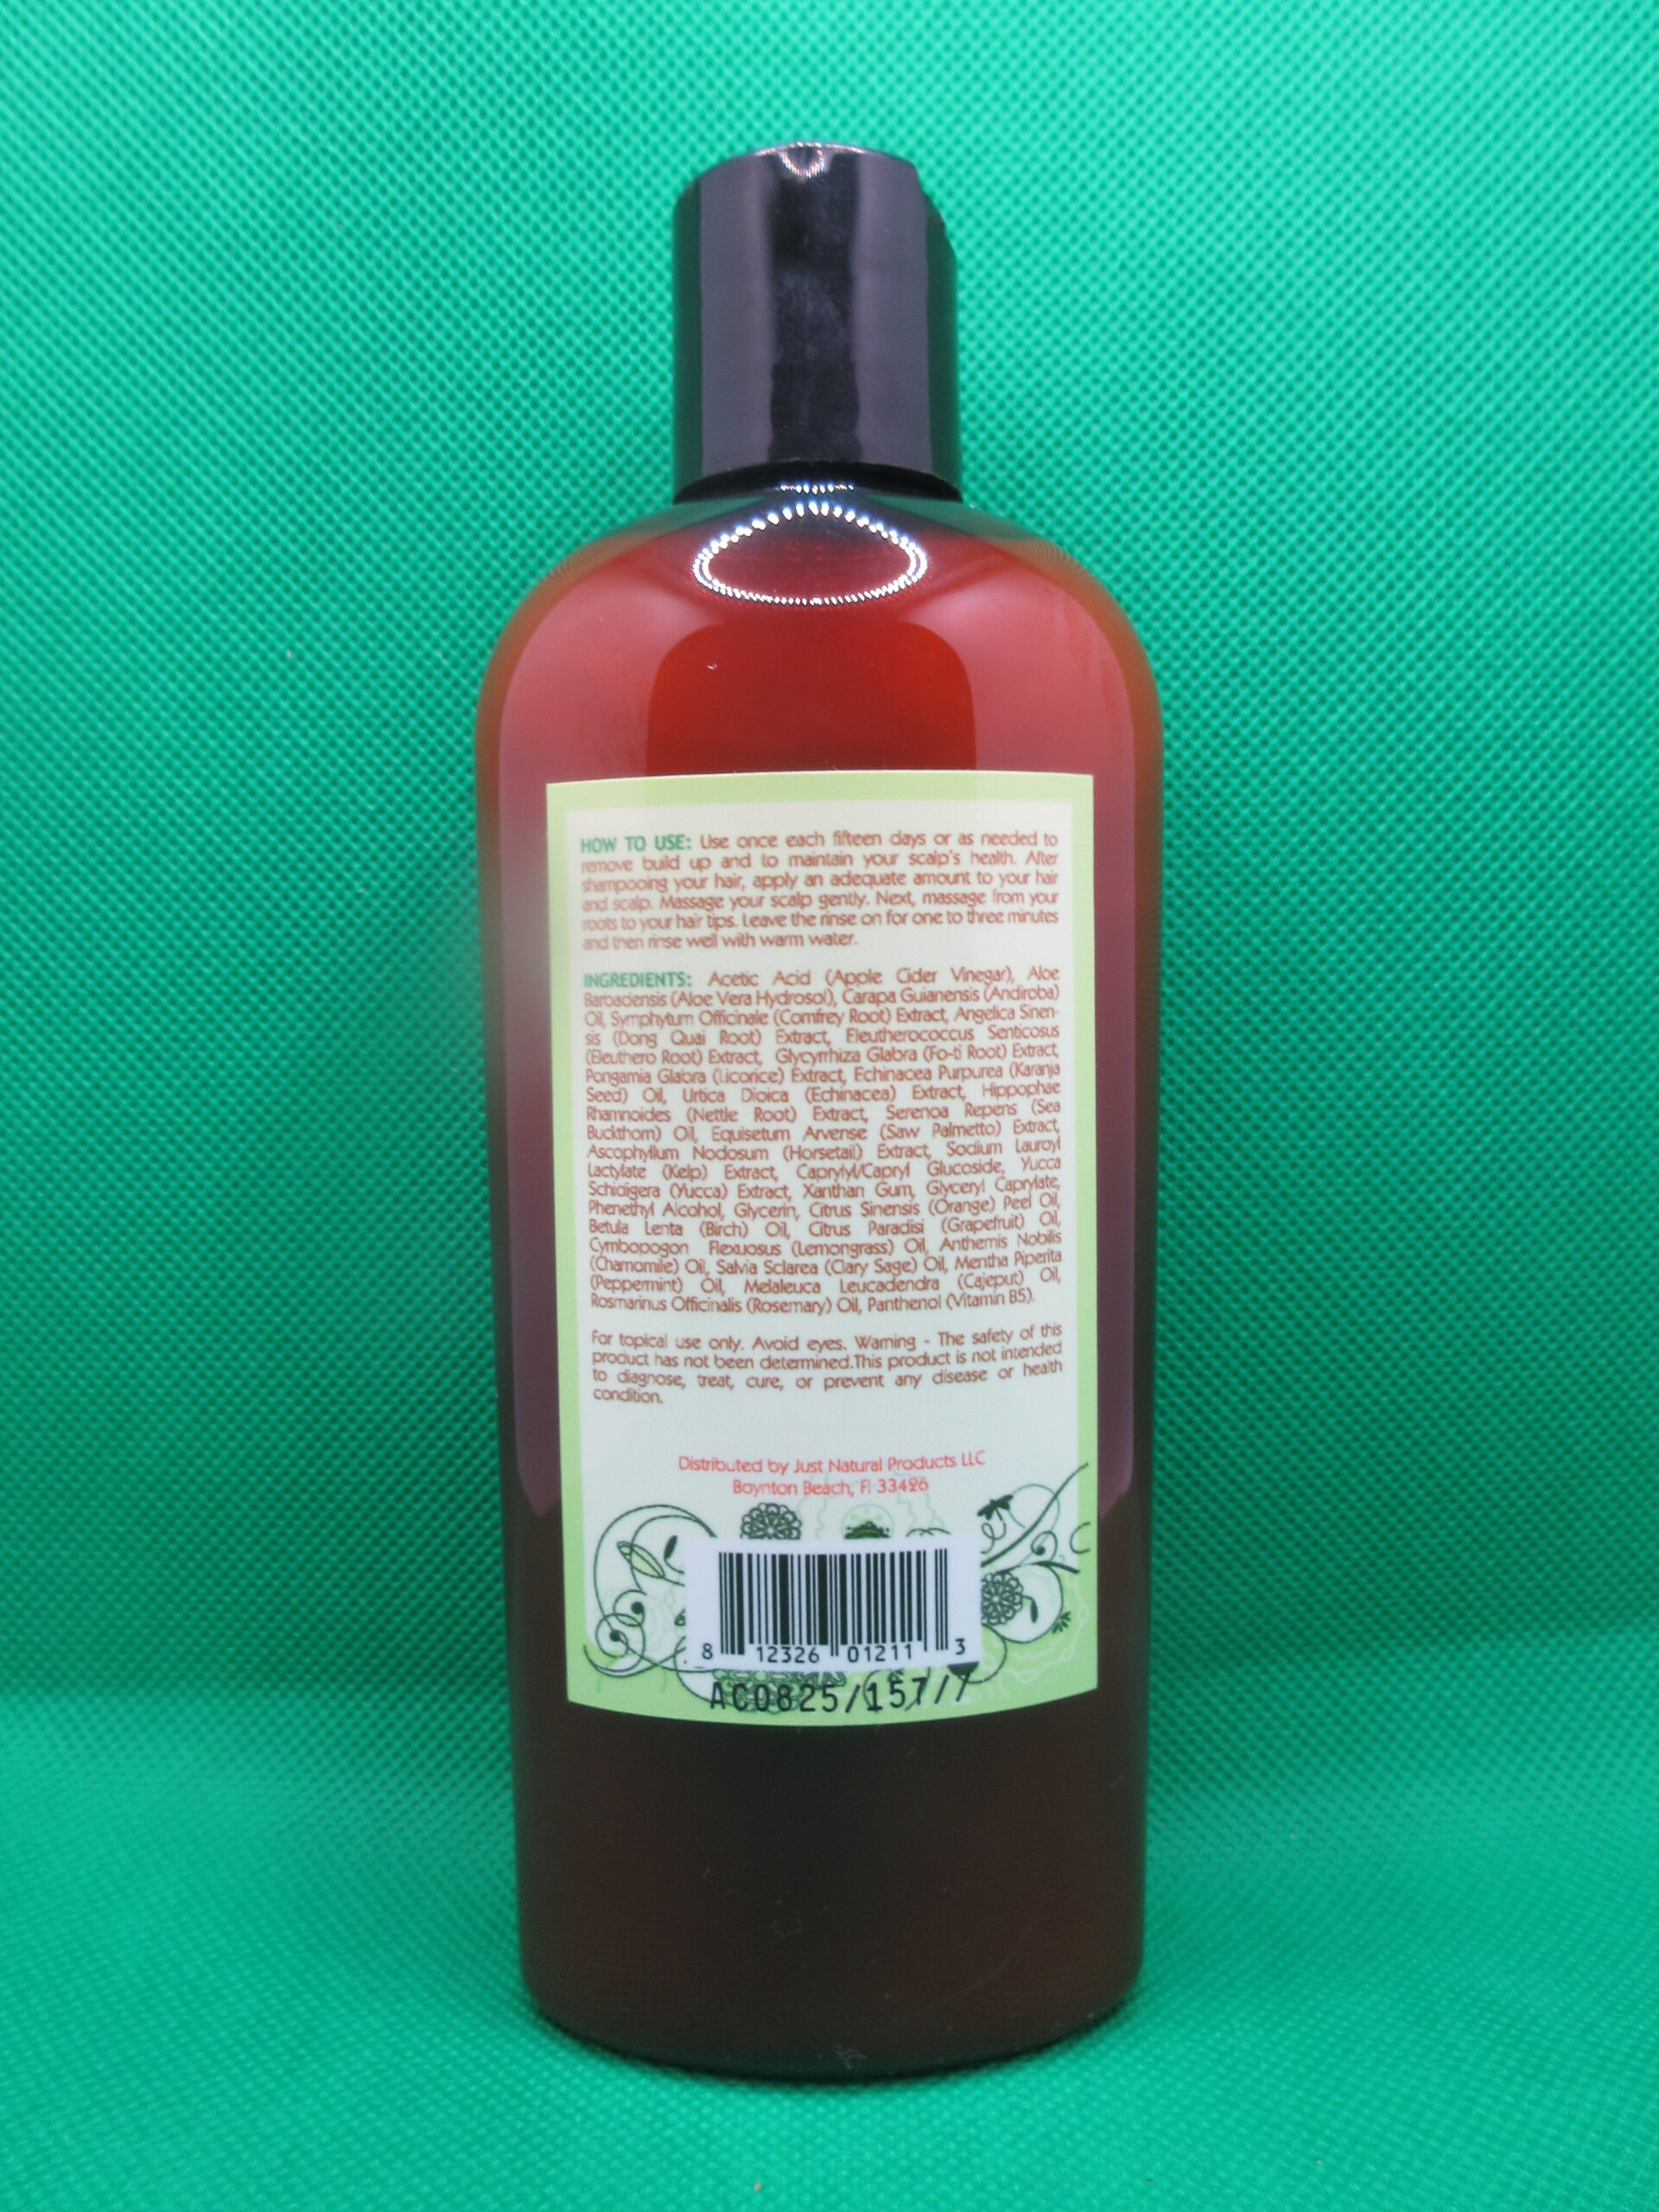 HOW TO USE: Use once each fifteen days or as needed to
remove build up and to maintain your scalp's health. After
shampooing your hair, apply an adequate amount to your hair
and scalp. Massage your scalp gently. Next, massage from your
roots to your hair tips. Leave the rinse on for one to three minutes
and then rinse well with warm water.
INGREDIENTS: Acetic Acid (Apple Cider Vinegar), Aloe
Barbadensis (Aloe Vera Hydrosol), Carapa Guianensis (Andiroba)
Oil, Symphytum Officinale (Comfrey Root) Extract, Angelica Sinen-
sis (Dong Quai Root) Extract, Eleutherococcus Senticosus
(Eleuthero Root) Extract, Glycyrrhiza Glabra (Fo-ti Root) Extract,
Pongamia Glabra (Licorice) Extract, Echinacea Purpurea (Karanja
Seed) Oil, Urtica Dioica (Echinacea) Extract, Hippophae
Rhamnoides (Nettle Root) Extract, Serenoa Repens (Sea
Buckthorn) Oil, Equisetum Arvense (Saw Palmetto) Extract,
Ascophyllum Nodosum (Horsetail) Extract, Sodium Lauroyl
Lactylate (Kelp) Extract, Caprylyl/Capryl Glucoside, Yucca
Schidigera (Yucca) Extract, Xanthan Gum, Glyceryl Caprylate,
Phenethyl Alcohol, Glycerin, Citrus Sinensis (Orange) Peel Oil,
Betula Lenta (Birch) Oil, Citrus Paradisi (Grapefruit) Oil,
Cymbopogon Flexuosus (Lemongrass) Oil, Anthemis Nobilis
(Chamomile) Oil, Salvia Sclarea (Clary Sage) Oil, Mentha Piperita
(Peppermint) Oil, Melaleuca Leucadendra (Cajeput) Oil,
Rosmarinus Officinalis (Rosemary) Oil, Panthenol (Vitamin B5).
For topical use only. Avoid eyes. Warning - The safety of this
product has not been determined.This product is not intended
to diagnose, treat, cure, or prevent any disease or health
condition.
Distributed by Just Natural Products LLC
Boynton Beach, Fl 33426
8 12326 01211 3
AC0825/157/7